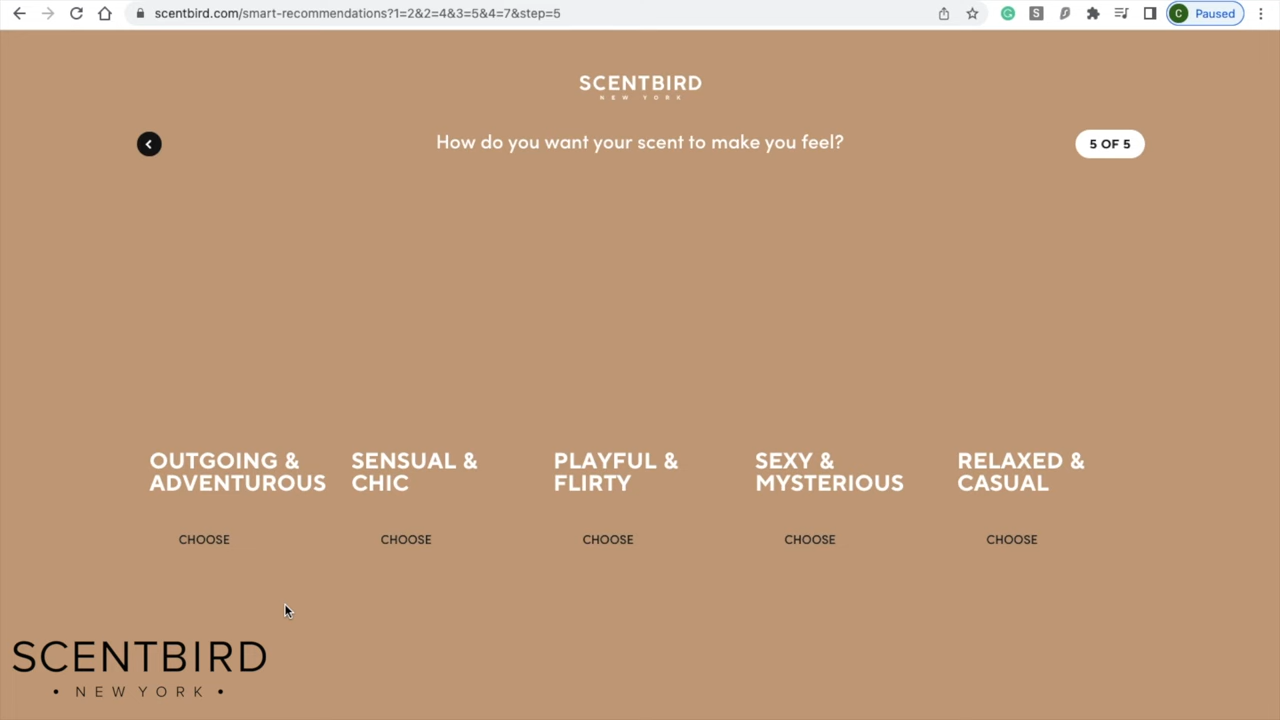 scentbird.com/smart-recommendations?1=2&2=4&3=5&4=7&step=5
G
S
C
Paused
SCENTBIRD
NEW YORK
How do you want your scent to make you feel?
5 OF 5
OUTGOING &
ADVENTUROUS
CHOOSE
SENSUAL &
CHIC
CHOOSE
PLAYFUL &
FLIRTY
CHOOSE
SEXY &
MYSTERIOUS
CHOOSE
RELAXED &
CASUAL
CHOOSE
SCENTBIRD
• NEW YORK •